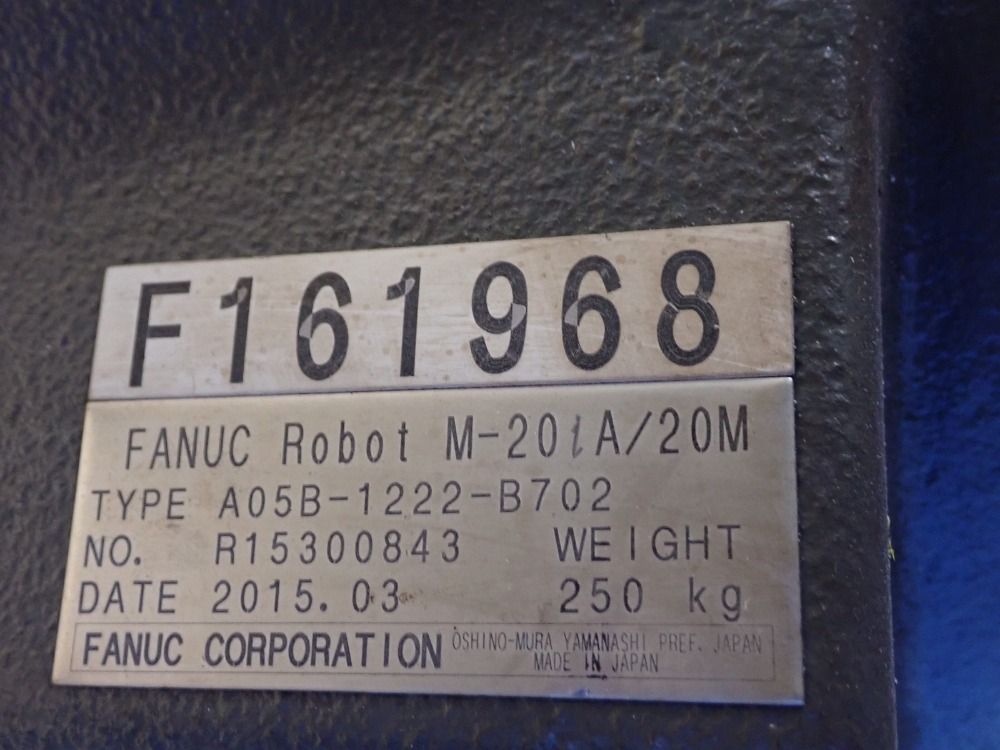 F161968
FANUC Robot M-20iA/20M
TYPE A05B-1222-B702
NO. R15300843 WEIGHT
DATE 2015.03 250 kg
FANUC CORPORATION OSHINO-MURA YAMANASHI PREF. JAPAN
MADE IN JAPAN